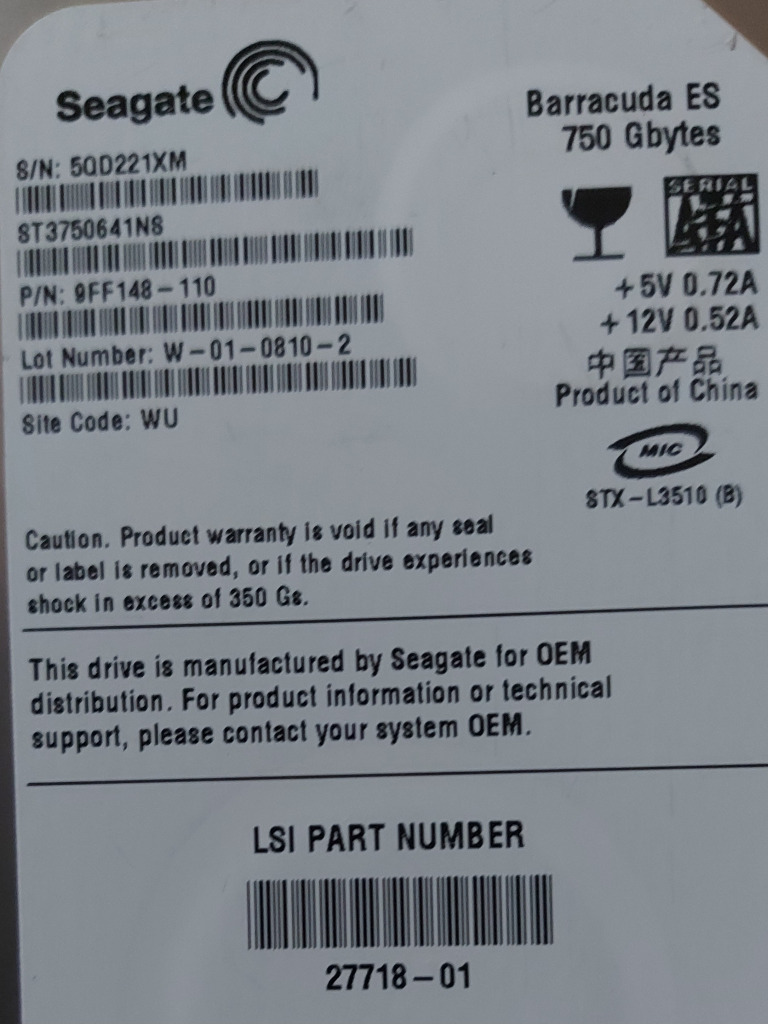 Seagate
Barracuda ES
750 Gbytes
S/N: 5QD221XM
ST3750641NS
P/N: 9FF148-110
Lot Number: W-01-0810-2
Site Code: WU
SERIAL
ATA
+5V 0.72A
+12V 0.52A
中国产品
Product of China
MIC
STX-L3510 (B)
Caution. Product warranty is void if any seal
or label is removed, or if the drive experiences
shock in excess of 350 Gs.
This drive is manufactured by Seagate for OEM
distribution. For product information or technical
support, please contact your system OEM.
LSI PART NUMBER
27718-01